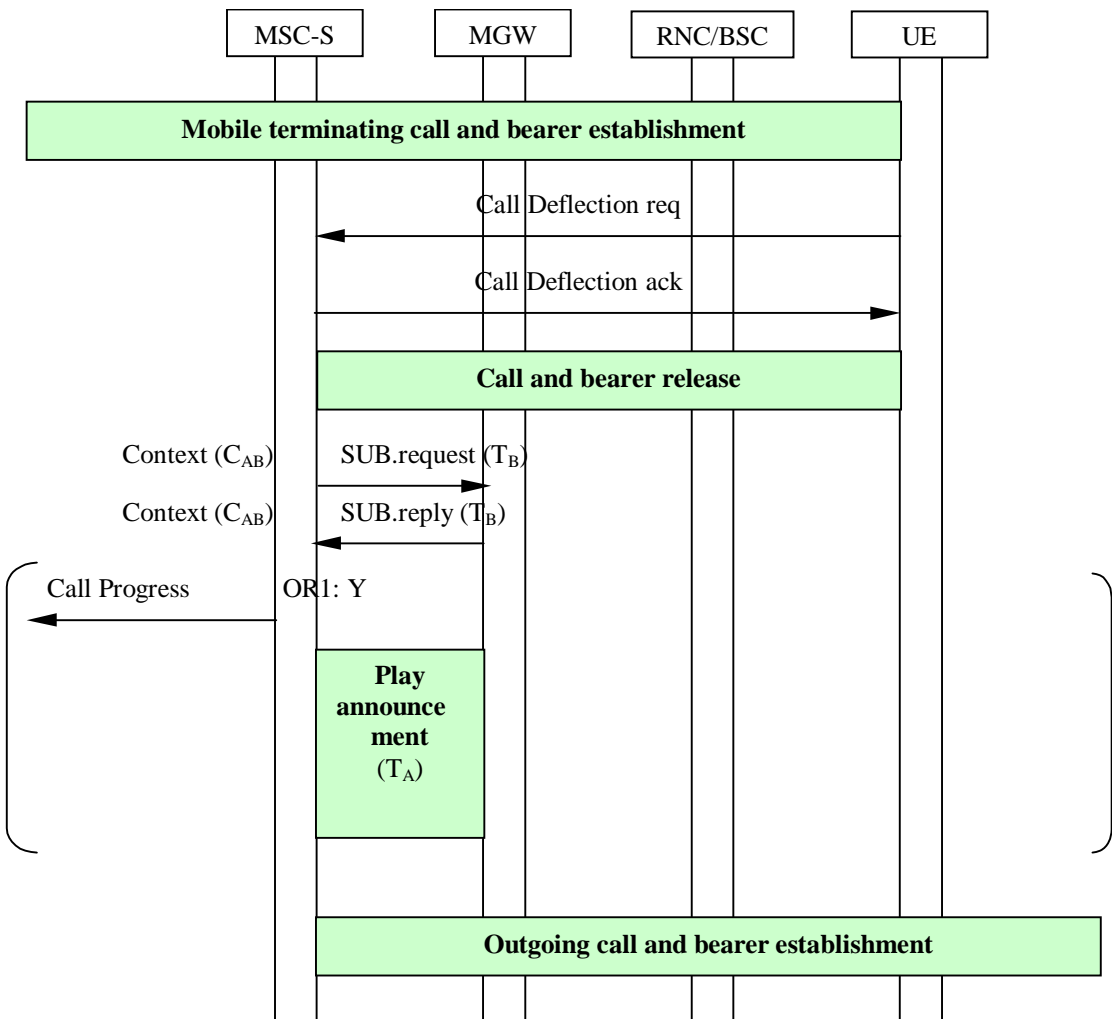 MSC-S MGW RNC/BSC UE
Mobile terminating call and bearer establishment
Call Deflection req
Call Deflection ack
Call and bearer release
Context (CAB) SUB.request (TB)
Context (CAB) SUB.reply (TB)
Call Progress OR1: Y
Play
announce
ment
(TA)
Outgoing call and bearer establishment